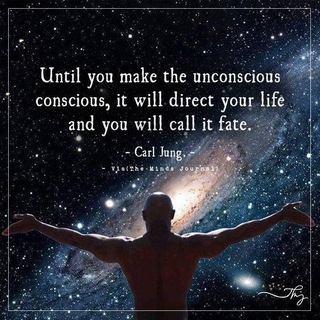 Until you make the unconscious
conscious, it will direct your life
and you will call it fate.
- Carl Jung. -
~ Via(The Minds Journal)